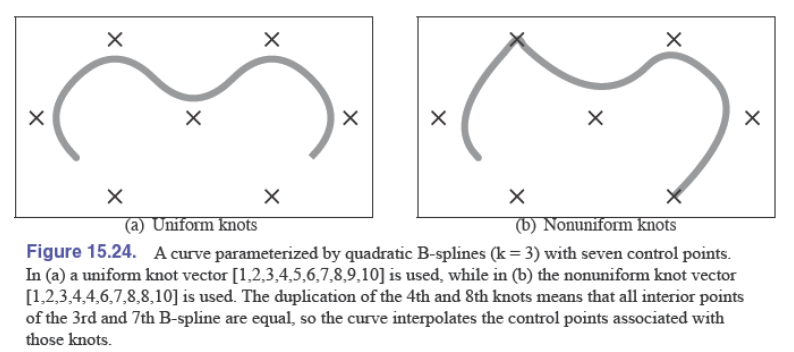 (a) Uniform knots
(b) Nonuniform knots
Figure 15.24. A curve parameterized by quadratic B-splines (k = 3) with seven control points.
In (a) a uniform knot vector [1,2,3,4,5,6,7,8,9,10] is used, while in (b) the nonuniform knot vector
[1,2,3,4,4,6,7,8,8,10] is used. The duplication of the 4th and 8th knots means that all interior points
of the 3rd and 7th B-spline are equal, so the curve interpolates the control points associated with
those knots.